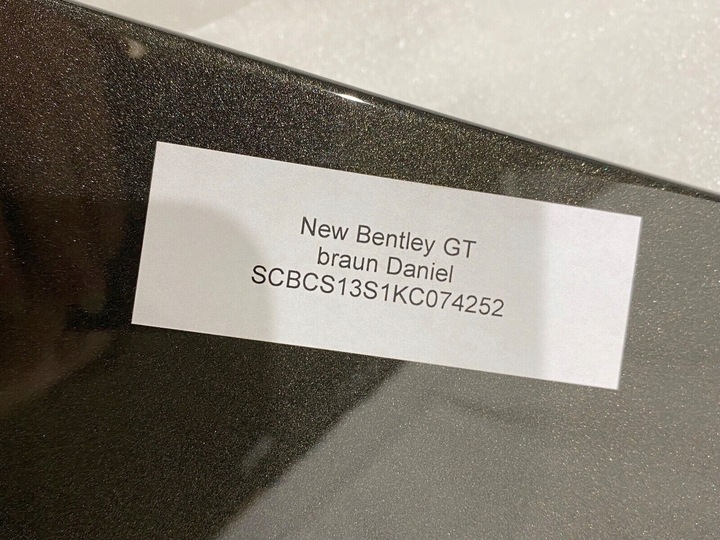 New Bentley GT
braun Daniel
SCBCS13S1KC074252